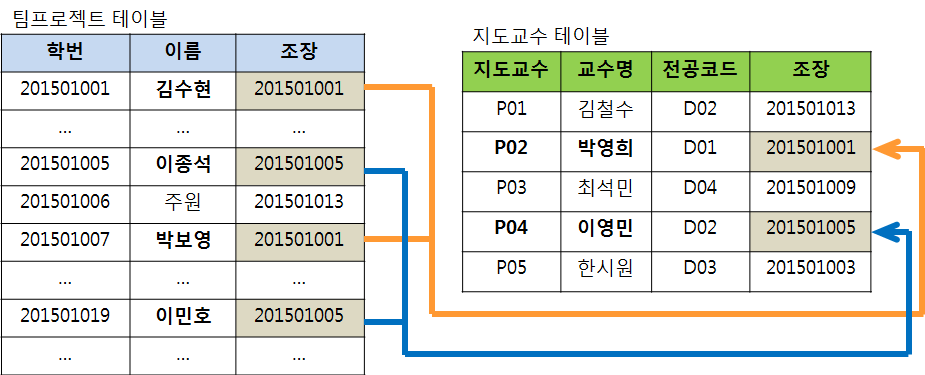 팀프로젝트 테이블
학번 이름 조장
201501001 김수현 201501001
... ... ...
201501005 이종석 201501005
201501006 주원 201501013
201501007 박보영 201501001
... ... ...
201501019 이민호 201501005
... ... ...
지도교수 테이블
지도교수 교수명 전공코드 조장
P01 김철수 D02 201501013
P02 박영희 D01 201501001
P03 최석민 D04 201501009
P04 이영민 D02 201501005
P05 한시원 D03 201501003